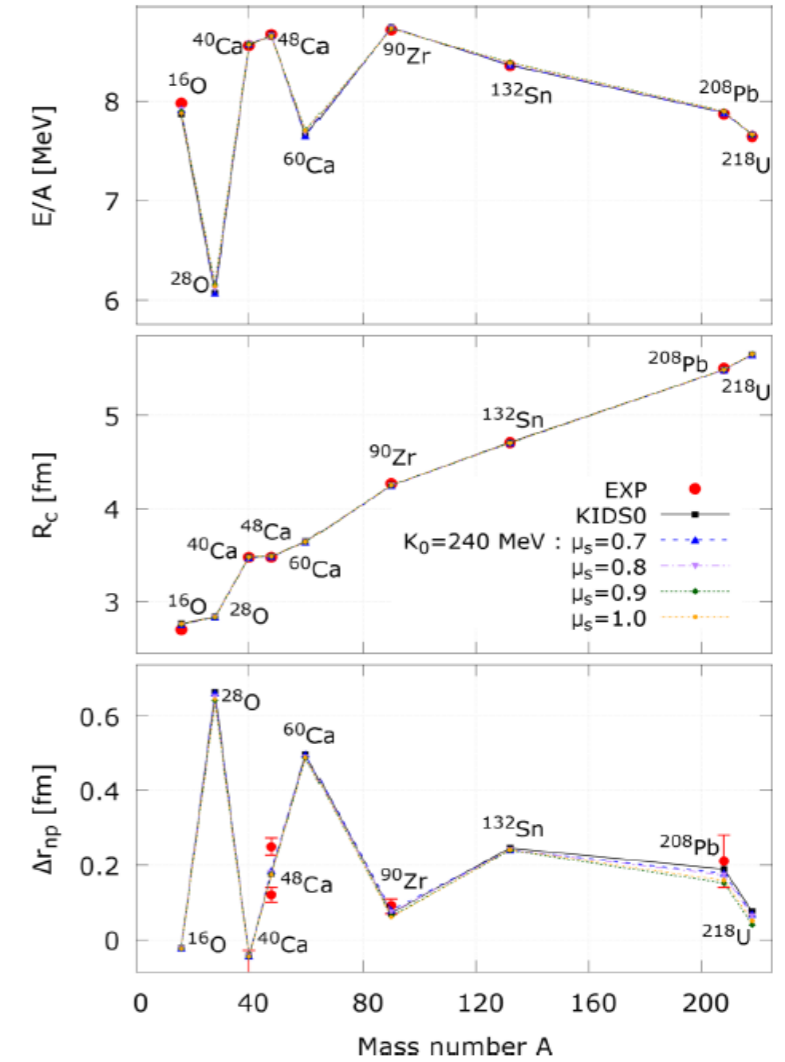 E/A [MeV]
8
7
6
¹⁶O
²⁸O
⁴⁰Ca
⁴⁸Ca
⁶⁰Ca
⁹⁰Zr
¹³²Sn
²⁰⁸Pb
²¹⁸U
R_c [fm]
5
4
3
¹⁶O
²⁸O
⁴⁰Ca
⁴⁸Ca
⁶⁰Ca
⁹⁰Zr
¹³²Sn
²⁰⁸Pb
²¹⁸U
EXP
KIDS0
K₀=240 MeV : μₛ=0.7
μₛ=0.8
μₛ=0.9
μₛ=1.0
Δr_np [fm]
0.6
0.4
0.2
0
¹⁶O
²⁸O
⁴⁰Ca
⁴⁸Ca
⁶⁰Ca
⁹⁰Zr
¹³²Sn
²⁰⁸Pb
²¹⁸U
0 40 80 120 160 200
Mass number A